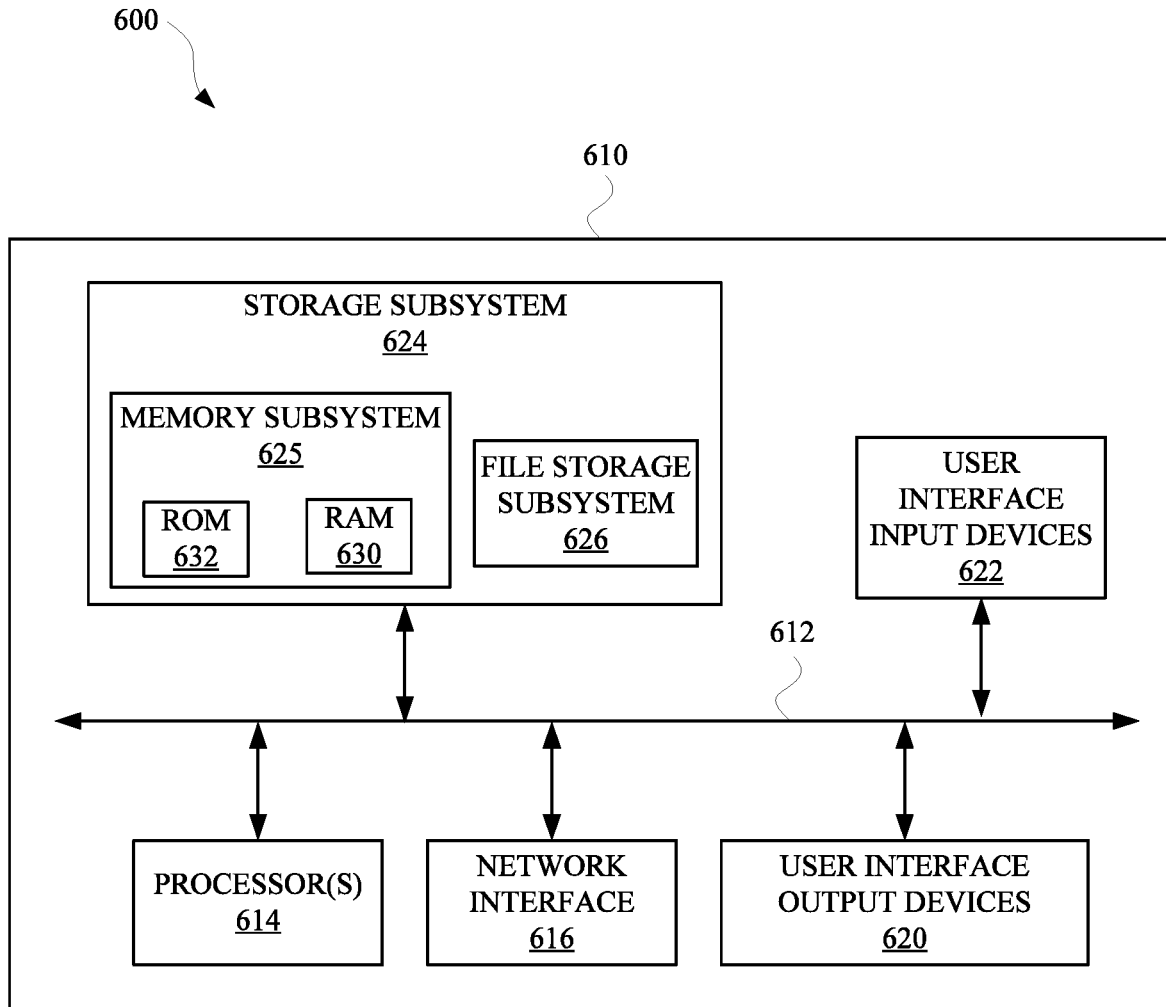 600
610
STORAGE SUBSYSTEM
624
MEMORY SUBSYSTEM
625
ROM
632
RAM
630
FILE STORAGE
SUBSYSTEM
626
USER
INTERFACE
INPUT DEVICES
622
612
PROCESSOR(S)
614
NETWORK
INTERFACE
616
USER INTERFACE
OUTPUT DEVICES
620